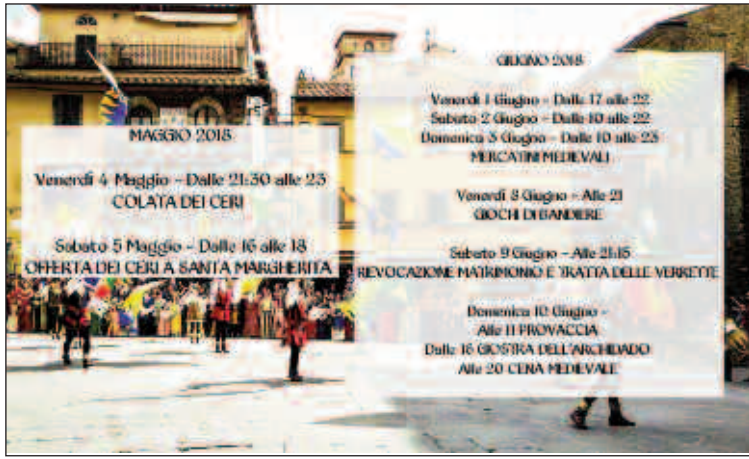 MAGGIO 2018
Venerdì 4 Maggio - Dalle 21:30 alle 23
COLATA DEI CERI
Sabato 5 Maggio - Dalle 16 alle 18
OFFERTA DEI CERI A SANTA MARGHERITA
GIUGNO 2018
Venerdì 1 Giugno - Dalle 17 alle 22
Sabato 2 Giugno - Dalle 10 alle 22
Domenica 3 Giugno - Dalle 10 alle 23
MERCATINI MEDIEVALI
Venerdì 8 Giugno - Alle 21
GIOCHI DI BANDIERE
Sabato 9 Giugno - Alle 21:15
RIEVOCAZIONE MATRIMONIO E TRATTA DELLE VERRETTE
Domenica 10 Giugno -
Alle 11 PROVACCIA
Dalle 16 GIOSTRA DELL'ARCHIDADO
Alle 20 CENA MEDIEVALE